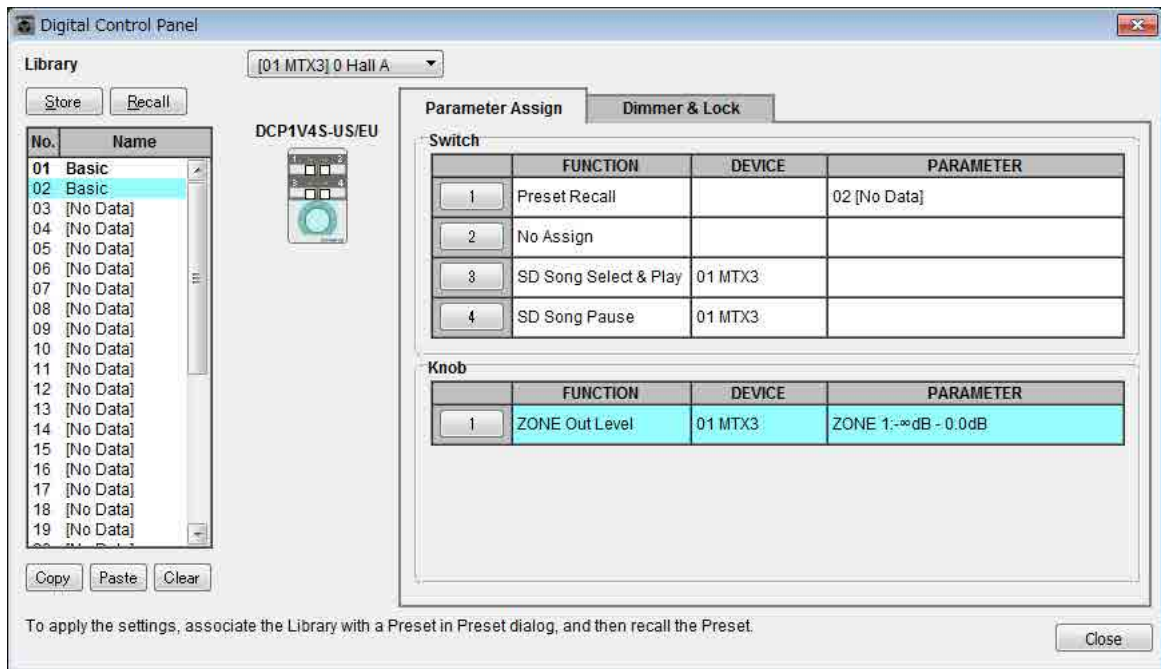 Digital Control Panel
Library
[01 MTX3] 0 Hall A
Store Recall
No. Name
01 Basic
02 Basic
03 [No Data]
04 [No Data]
05 [No Data]
06 [No Data]
07 [No Data]
08 [No Data]
09 [No Data]
10 [No Data]
11 [No Data]
12 [No Data]
13 [No Data]
14 [No Data]
15 [No Data]
16 [No Data]
17 [No Data]
18 [No Data]
19 [No Data]
Copy Paste Clear
DCP1V4S-US/EU
1 2
3 4
Parameter Assign Dimmer & Lock
Switch
FUNCTION DEVICE PARAMETER
1 Preset Recall 02 [No Data]
2 No Assign
3 SD Song Select & Play 01 MTX3
4 SD Song Pause 01 MTX3
Knob
FUNCTION DEVICE PARAMETER
1 ZONE Out Level 01 MTX3 ZONE 1:-∞dB - 0.0dB
To apply the settings, associate the Library with a Preset in Preset dialog, and then recall the Preset.
Close